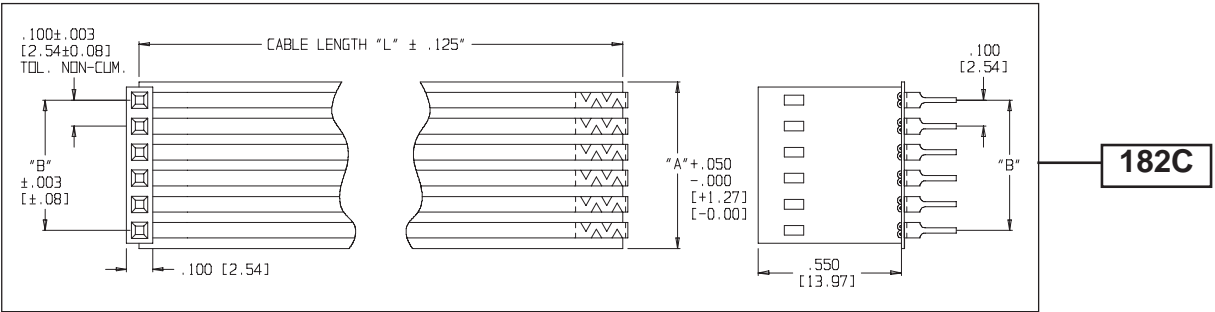 .100±.003
[2.54±0.08]
TOL. NON-CUM.
CABLE LENGTH "L" ± .125"
.100
[2.54]
"B"
±.003
[±.08]
"A"+.050
-.000
[+1.27]
[-0.00]
"B"
182C
.100 [2.54]
.550
[13.97]